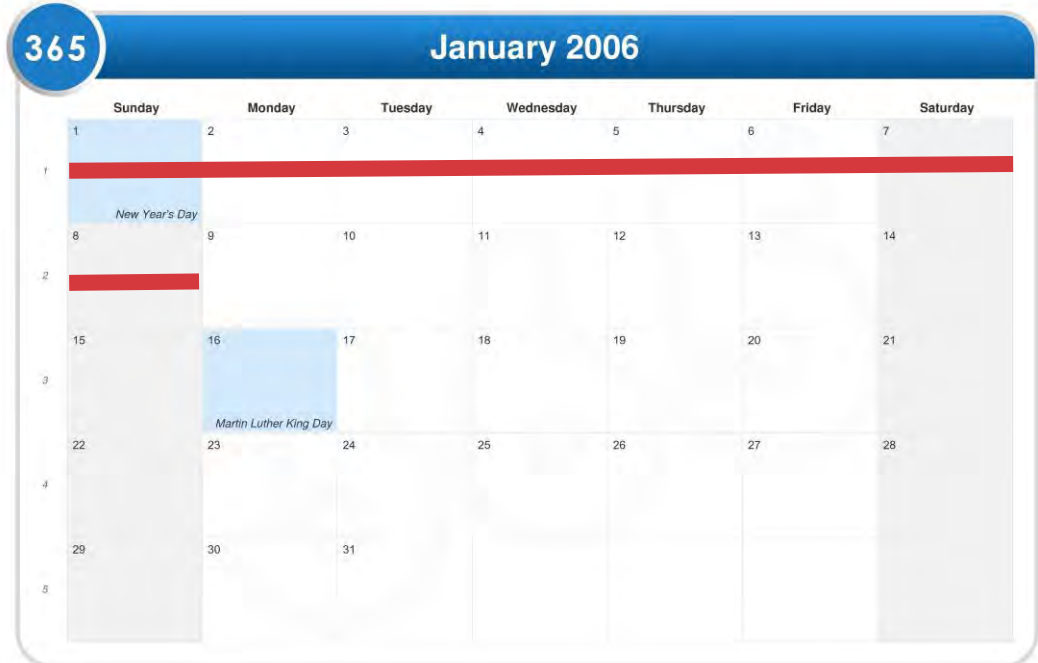 365
January 2006
Sunday Monday Tuesday Wednesday Thursday Friday Saturday
1 2 3 4 5 6 7
1
New Year's Day
8 9 10 11 12 13 14
2
15 16 17 18 19 20 21
3
Martin Luther King Day
22 23 24 25 26 27 28
4
29 30 31
5